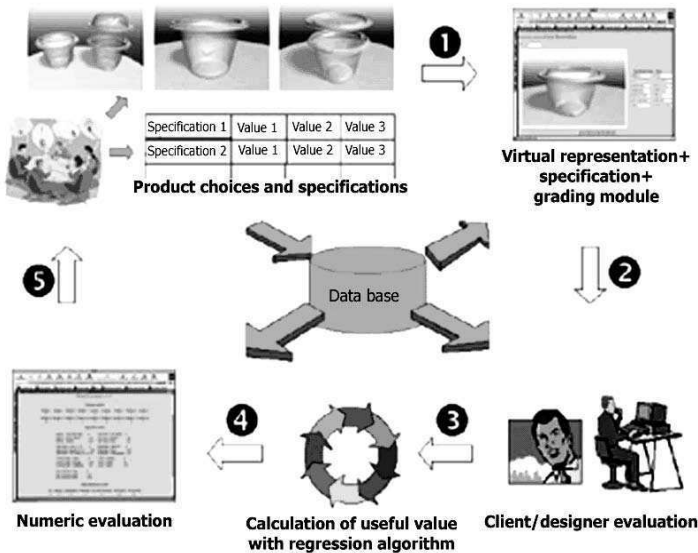 1
Specification 1 Value 1 Value 2 Value 3
Specification 2 Value 1 Value 2 Value 3
Product choices and specifications
Virtual representation+
specification+
grading module
5
Data base
2
4
3
Numeric evaluation
Calculation of useful value
with regression algorithm
Client/designer evaluation